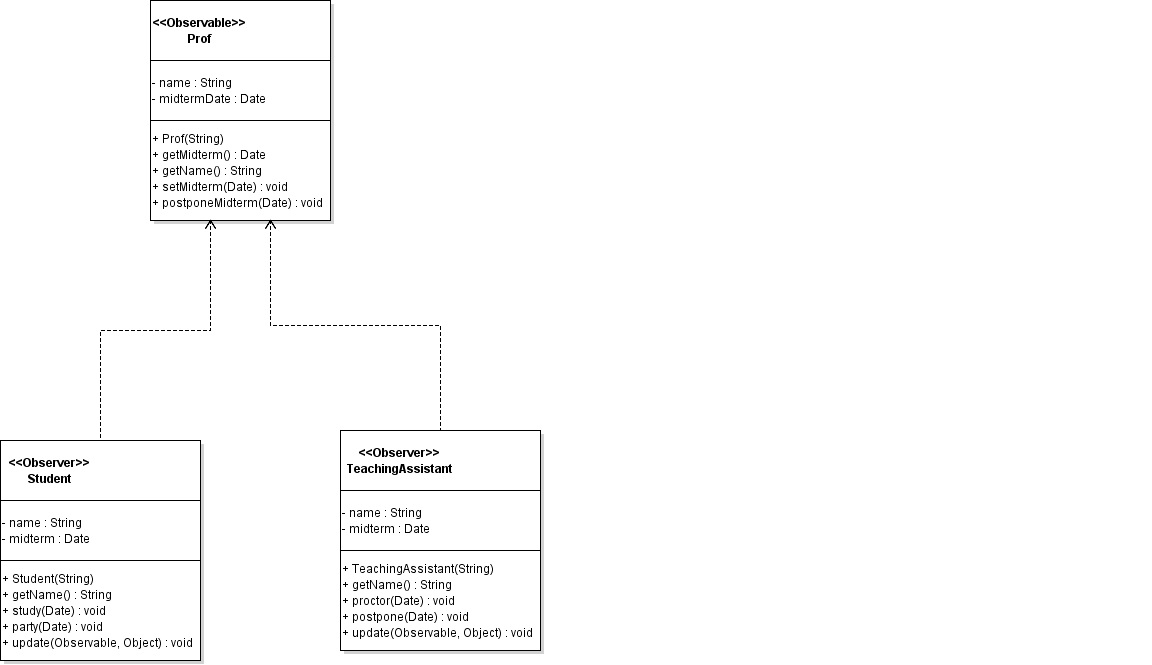 <<Observable>>
Prof
- name : String
- midtermDate : Date
+ Prof(String)
+ getMidterm() : Date
+ getName() : String
+ setMidterm(Date) : void
+ postponeMidterm(Date) : void
<<Observer>>
Student
- name : String
- midterm : Date
+ Student(String)
+ getName() : String
+ study(Date) : void
+ party(Date) : void
+ update(Observable, Object) : void
<<Observer>>
TeachingAssistant
- name : String
- midterm : Date
+ TeachingAssistant(String)
+ getName() : String
+ proctor(Date) : void
+ postpone(Date) : void
+ update(Observable, Object) : void